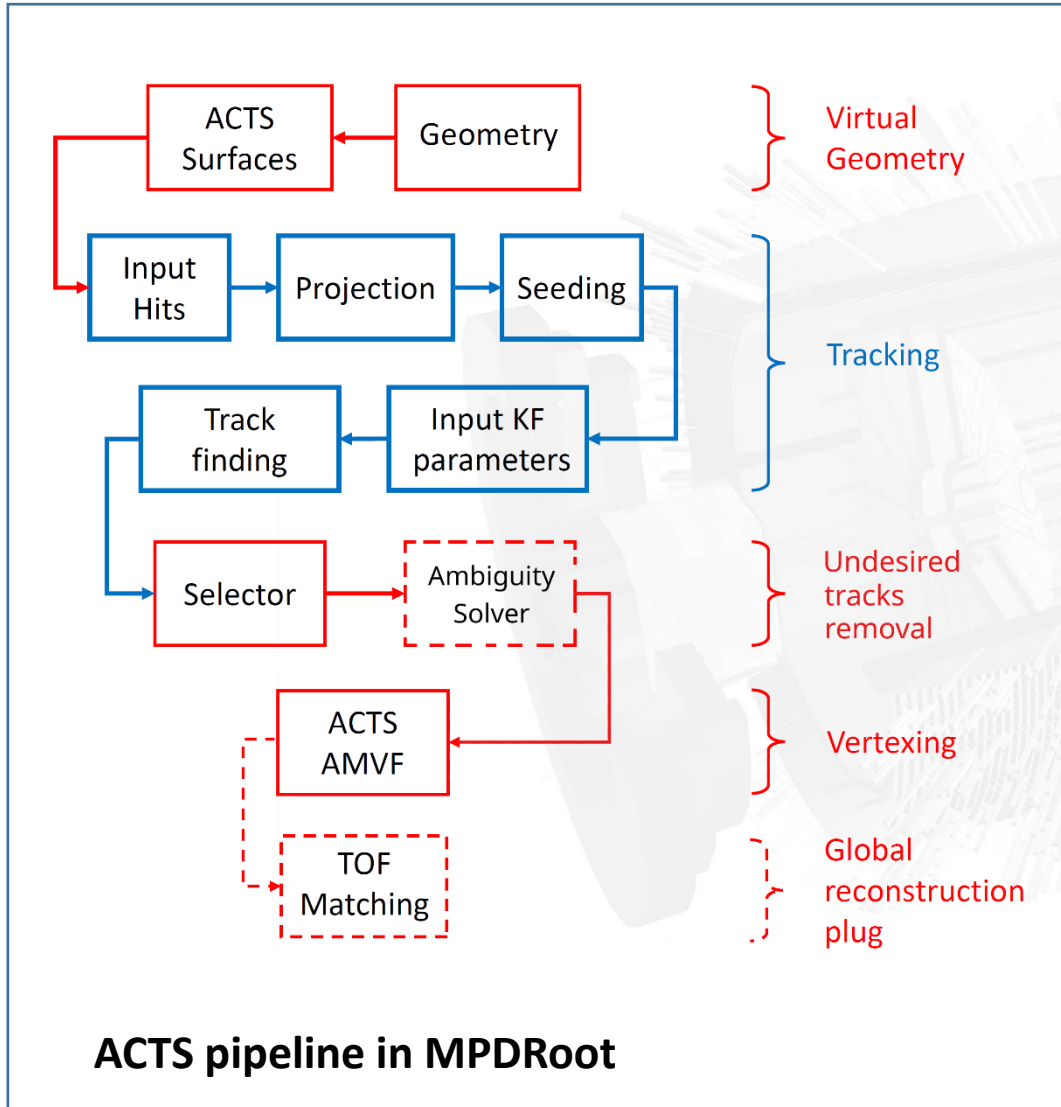 ACTS
Surfaces
Geometry
Virtual
Geometry
Input
Hits
Projection
Seeding
Tracking
Track
finding
Input KF
parameters
Selector
Ambiguity
Solver
Undesired
tracks
removal
ACTS
AMVF
Vertexing
TOF
Matching
Global
reconstruction
plug
ACTS pipeline in MPDRoot